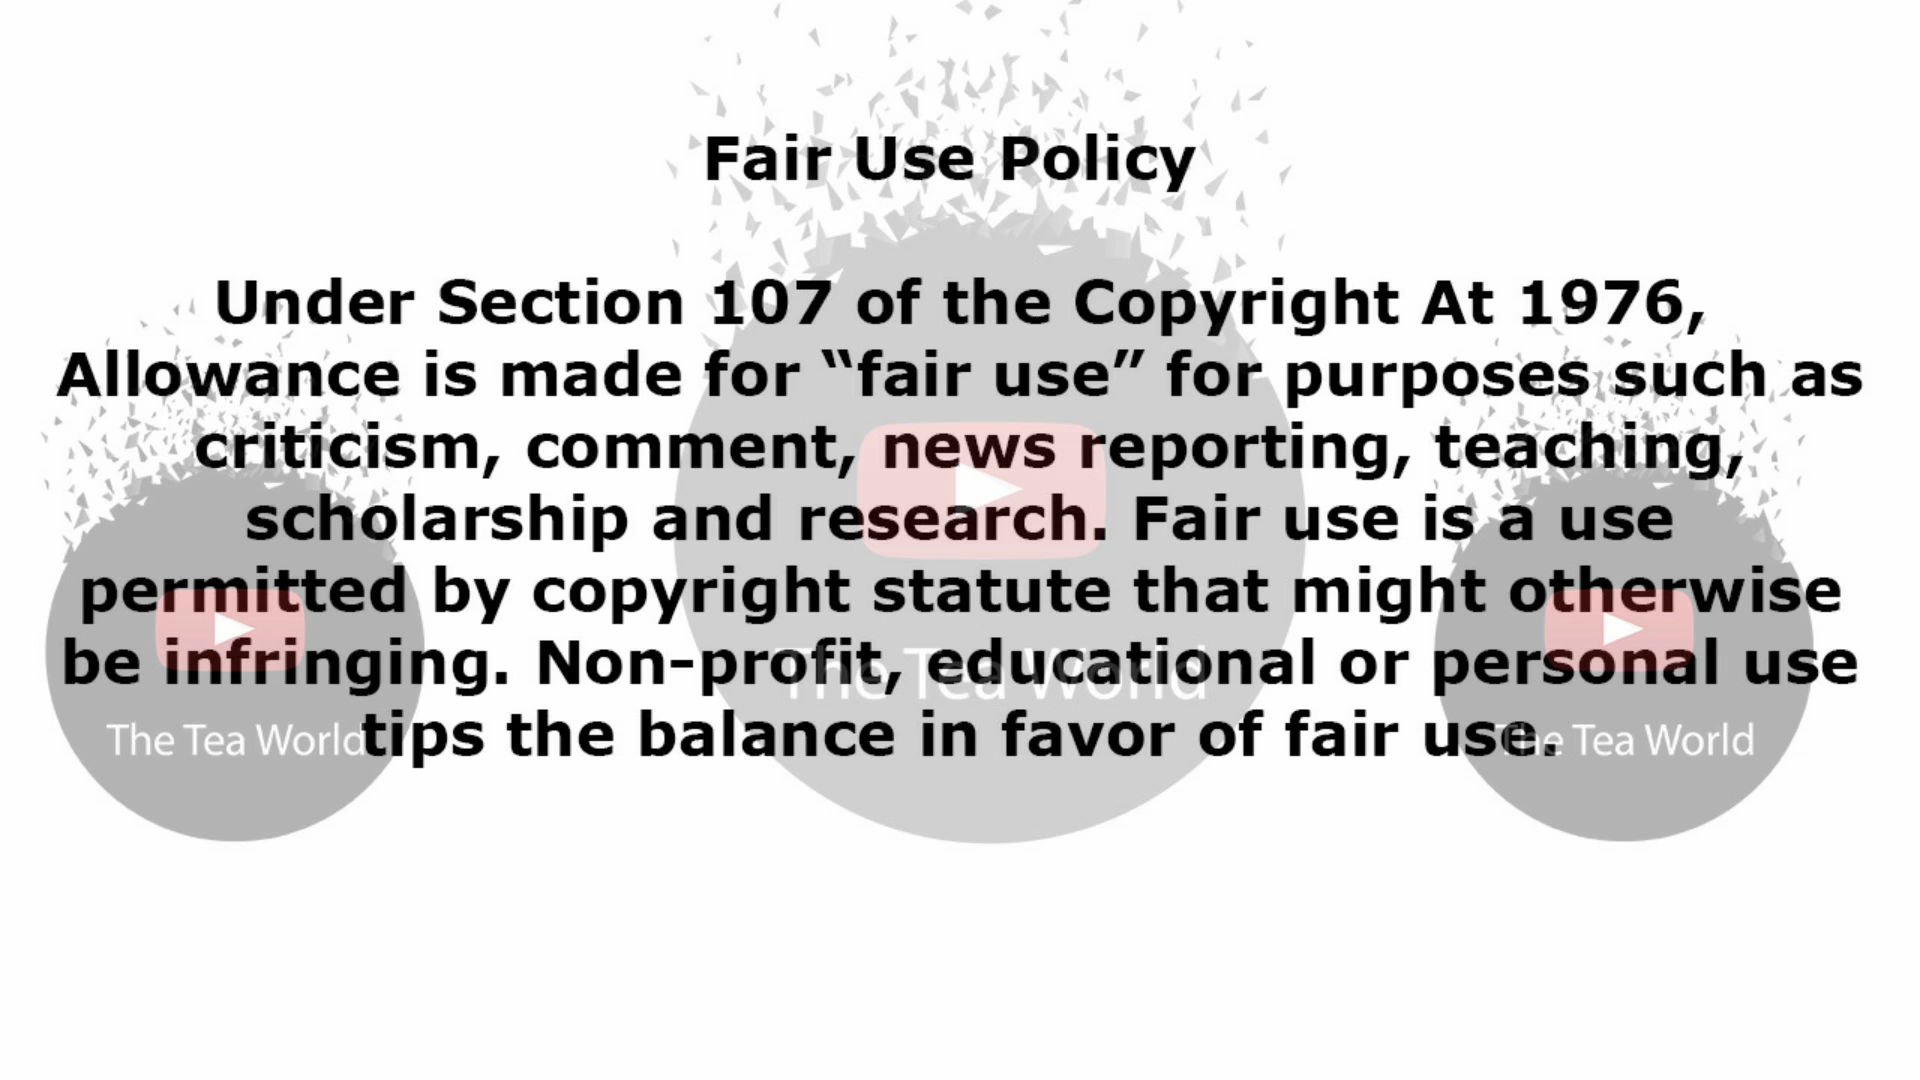 Fair Use Policy
Under Section 107 of the Copyright At 1976,
Allowance is made for “fair use” for purposes such as
criticism, comment, news reporting, teaching,
scholarship and research. Fair use is a use
permitted by copyright statute that might otherwise
be infringing. Non-profit, educational or personal use
tips the balance in favor of fair use.
The Tea World
The Tea World
The Tea World